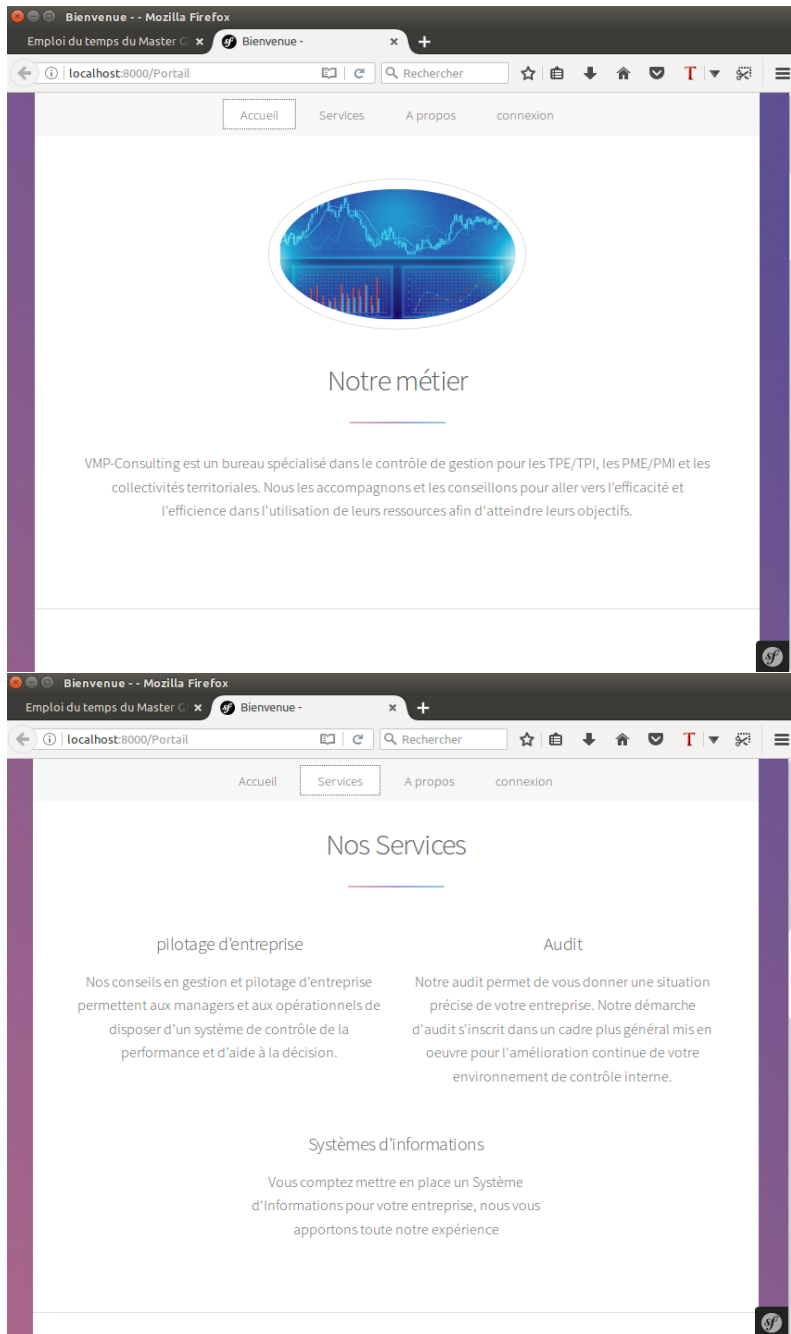 Bienvenue - - Mozilla Firefox
Emploi du temps du Master G
Bienvenue -
localhost:8000/Portail
Rechercher
Accueil Services A propos connexion
Notre métier
VMP-Consulting est un bureau spécialisé dans le contrôle de gestion pour les TPE/TPI, les PME/PMI et les
collectivités territoriales. Nous les accompagnons et les conseillons pour aller vers l'efficacité et
l'efficience dans l'utilisation de leurs ressources afin d'atteindre leurs objectifs.
sf
Bienvenue - - Mozilla Firefox
Emploi du temps du Master G
Bienvenue -
localhost:8000/Portail
Rechercher
Accueil Services A propos connexion
Nos Services
pilotage d'entreprise
Nos conseils en gestion et pilotage d'entreprise
permettent aux managers et aux opérationnels de
disposer d'un système de contrôle de la
performance et d'aide à la décision.
Audit
Notre audit permet de vous donner une situation
précise de votre entreprise. Notre démarche
d'audit s'inscrit dans un cadre plus général mis en
oeuvre pour l'amélioration continue de votre
environnement de contrôle interne.
Systèmes d'informations
Vous comptez mettre en place un Système
d'Informations pour votre entreprise, nous vous
apportons toute notre expérience
sf